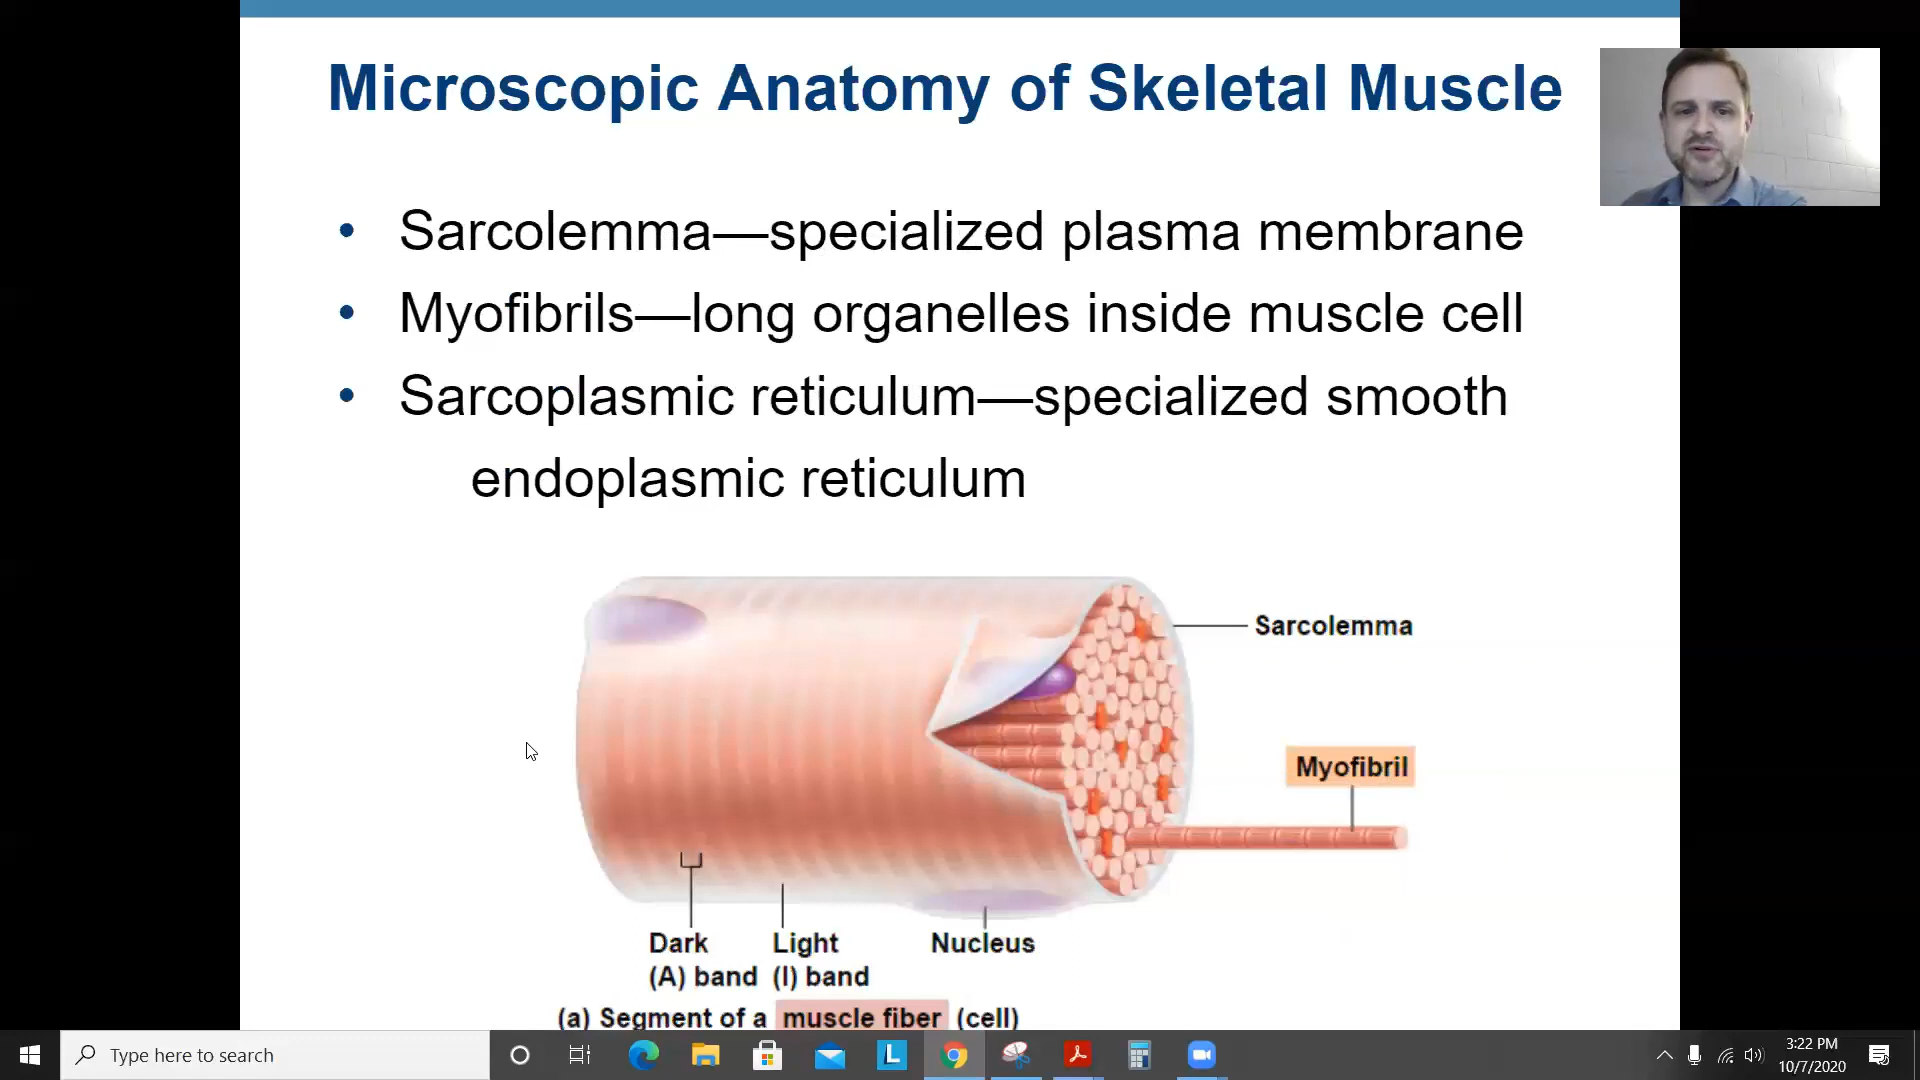 Microscopic Anatomy of Skeletal Muscle
• Sarcolemma—specialized plasma membrane
• Myofibrils—long organelles inside muscle cell
• Sarcoplasmic reticulum—specialized smooth
endoplasmic reticulum
Sarcolemma
Myofibril
Dark
(A) band
Light
(I) band
Nucleus
(a) Segment of a muscle fiber (cell)
Type here to search
L
3:22 PM
10/7/2020